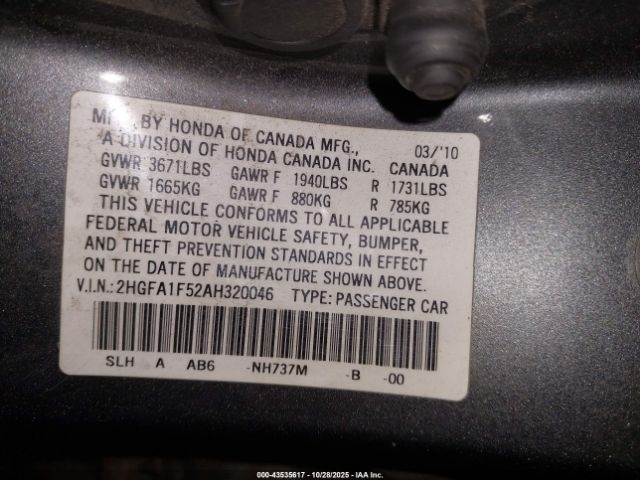 MFD. BY HONDA OF CANADA MFG., 03/'10
A DIVISION OF HONDA CANADA INC. CANADA
GVWR 3671LBS GAWR F 1940LBS R 1731LBS
GVWR 1665KG GAWR F 880KG R 785KG
THIS VEHICLE CONFORMS TO ALL APPLICABLE
FEDERAL MOTOR VEHICLE SAFETY, BUMPER,
AND THEFT PREVENTION STANDARDS IN EFFECT
ON THE DATE OF MANUFACTURE SHOWN ABOVE.
V.I.N.:2HGFA1F52AH320046 TYPE:PASSENGER CAR
SLH A AB6 -NH737M -B -00
000-43535617 | 10/28/2025 | IAA Inc.